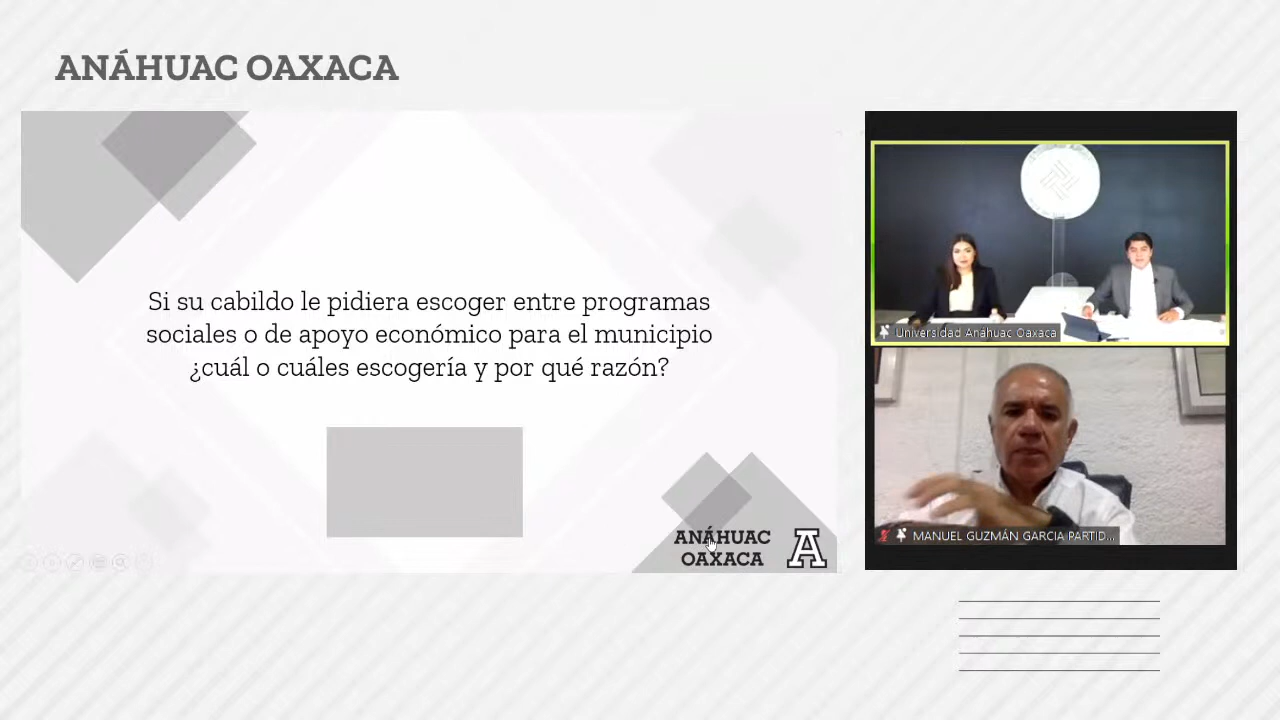 ANÁHUAC OAXACA
Si su cabildo le pidiera escoger entre programas
sociales o de apoyo económico para el municipio
¿cuál o cuáles escogería y por qué razón?
ANÁHUAC
OAXACA
A
Universidad Anáhuac Oaxaca
MANUEL GUZMÁN GARCIA PARTID...